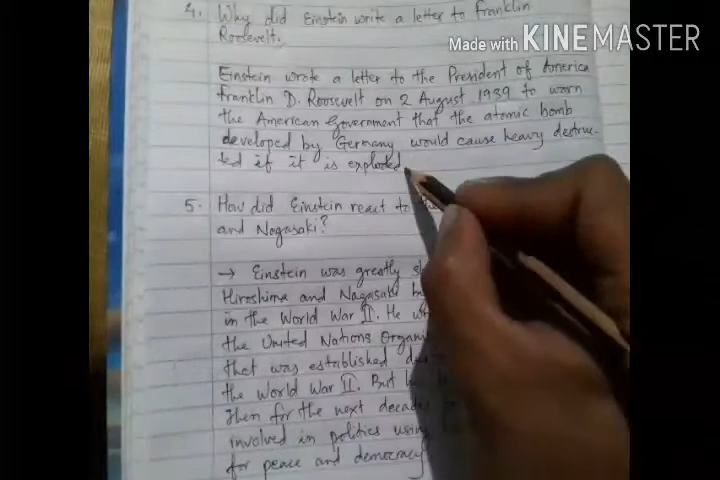 Made with KINEMASTER
4. Why did Einstein write a letter to Franklin
Roosevelt.
Einstein wrote a letter to the President of America
Franklin D. Roosevelt on 2 August 1939 to warn
the American Government that the atomic bomb
developed by Germany would cause heavy destruc-
ted if it is exploded
5. How did Einstein react to
and Nagasaki?
→ Einstein was greatly
Hiroshima and Nagasaki
in the World War II. He
the United Nations
that was established
the World War II. But
then for the next decades
involved in politics using
for peace and democracy